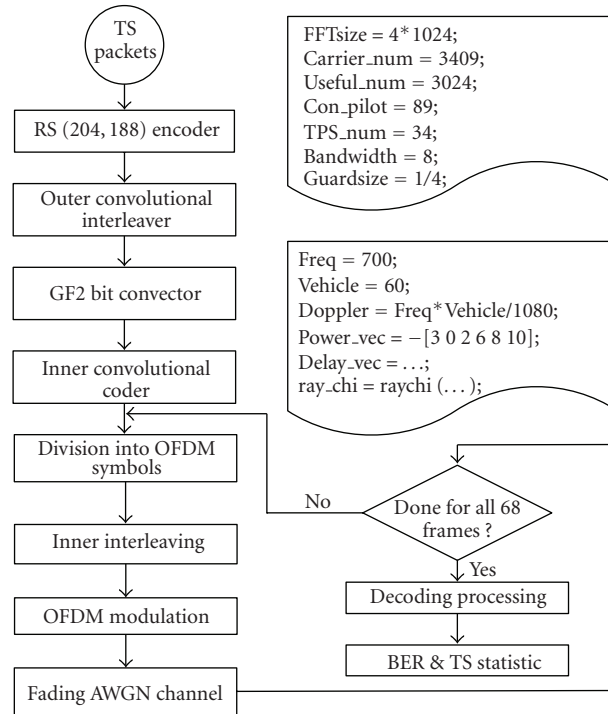 TS
packets
RS (204, 188) encoder
Outer convolutional
interleaver
GF2 bit convector
Inner convolutional
coder
Division into OFDM
symbols
Inner interleaving
OFDM modulation
Fading AWGN channel
FFTsize = 4*1024;
Carrier_num = 3409;
Useful_num = 3024;
Con_pilot = 89;
TPS_num = 34;
Bandwidth = 8;
Guardsize = 1/4;
Freq = 700;
Vehicle = 60;
Doppler = Freq*Vehicle/1080;
Power_vec = −[3 0 2 6 8 10];
Delay_vec = ...;
ray_chi = raychi (...);
Done for all 68
frames ?
No
Yes
Decoding processing
BER & TS statistic